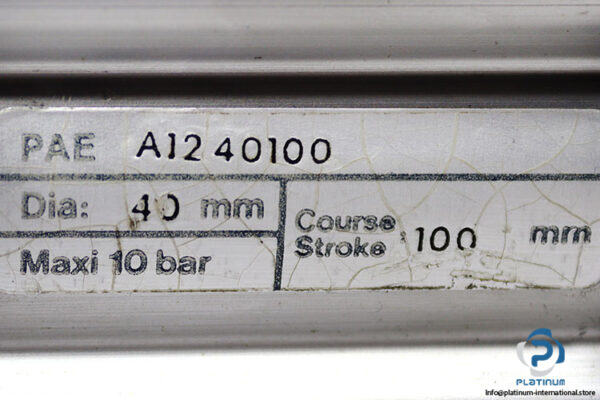 PAE A12 40100
Dia: 40 mm
Course
Stroke 100 mm
Maxi 10 bar
PLATINUM
Info@platinum-international.store